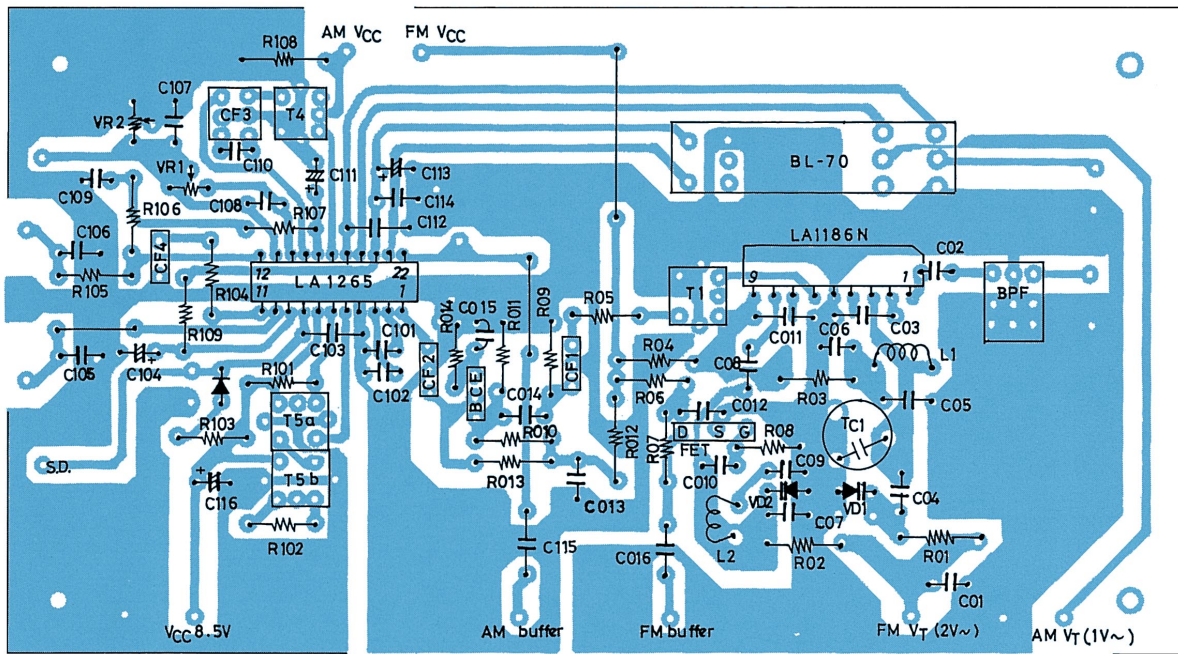 AM VCC
FM VCC
R108
C107
VR2
CF3
T4
C110
VR1
C111
C113
C109
C108
C114
R106
R107
C112
BL-70
C106
CF4
R105
R104
R109
12
22
LA1265
11
1
LA1186N
9
1
C02
T1
BPF
R05
C011
C06
C03
L1
C105
C104
C103
C101
C102
CF2
R014
C015
R011
R09
CF1
R04
R06
C08
R03
C05
R101
R103
T5a
BCE
C014
R010
R013
C013
R012
R07
C012
D S G
FET
R08
TC1
C010
C09
S.D.
T5b
C116
R102
VD2
VD1
C04
C07
L2
R02
R01
C115
C016
C01
VCC 8.5V
AM buffer
FM buffer
FM VT (2V~)
AM VT (1V~)